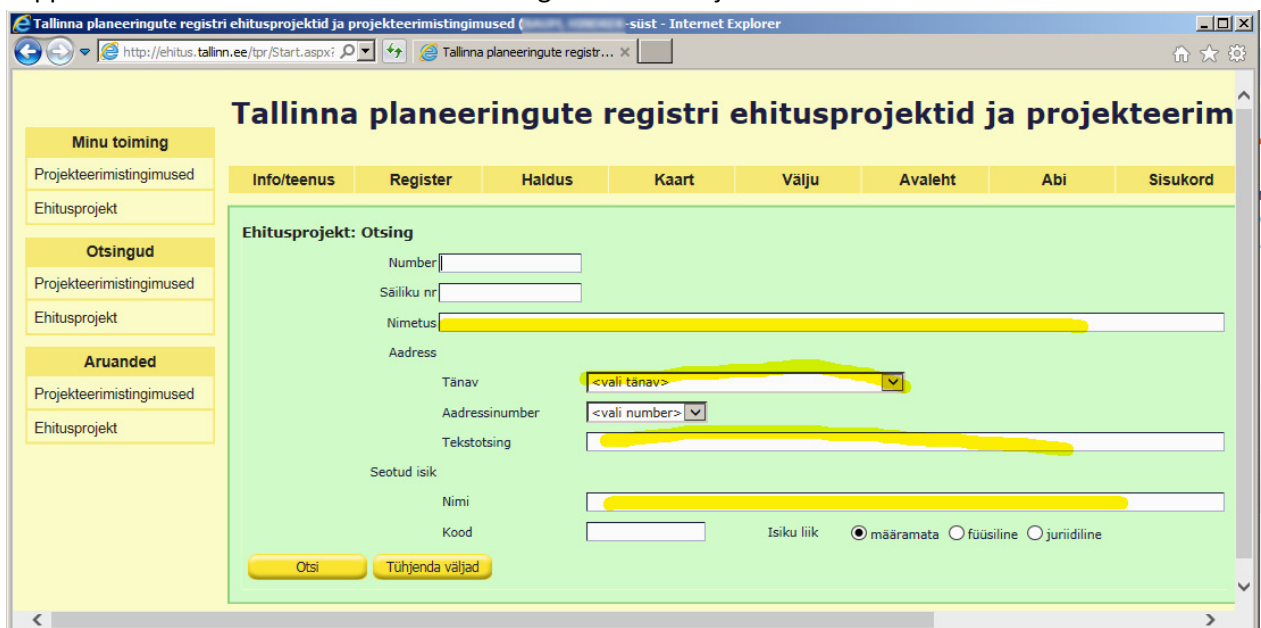 Tallinna planeeringute registri ehitusprojektid ja projekteerimistingimused ( -süst - Internet Explorer
http://ehitus.tallinn.ee/tpr/Start.aspx? Tallinna planeeringute registr...
Tallinna planeeringute registri ehitusprojektid ja projekteerim
Minu toiming
Projekteerimistingimused
Ehitusprojekt
Otsingud
Projekteerimistingimused
Ehitusprojekt
Aruanded
Projekteerimistingimused
Ehitusprojekt
Info/teenus Register Haldus Kaart Välju Avaleht Abi Sisukord
Ehitusprojekt: Otsing
Number
Säiliku nr
Nimetus
Aadress
Tänav <vali tänav>
Aadressinumber <vali number>
Tekstotsing
Seotud isik
Nimi
Kood Isiku liik määramata füüsiline juriidiline
Otsi Tühjenda väljad